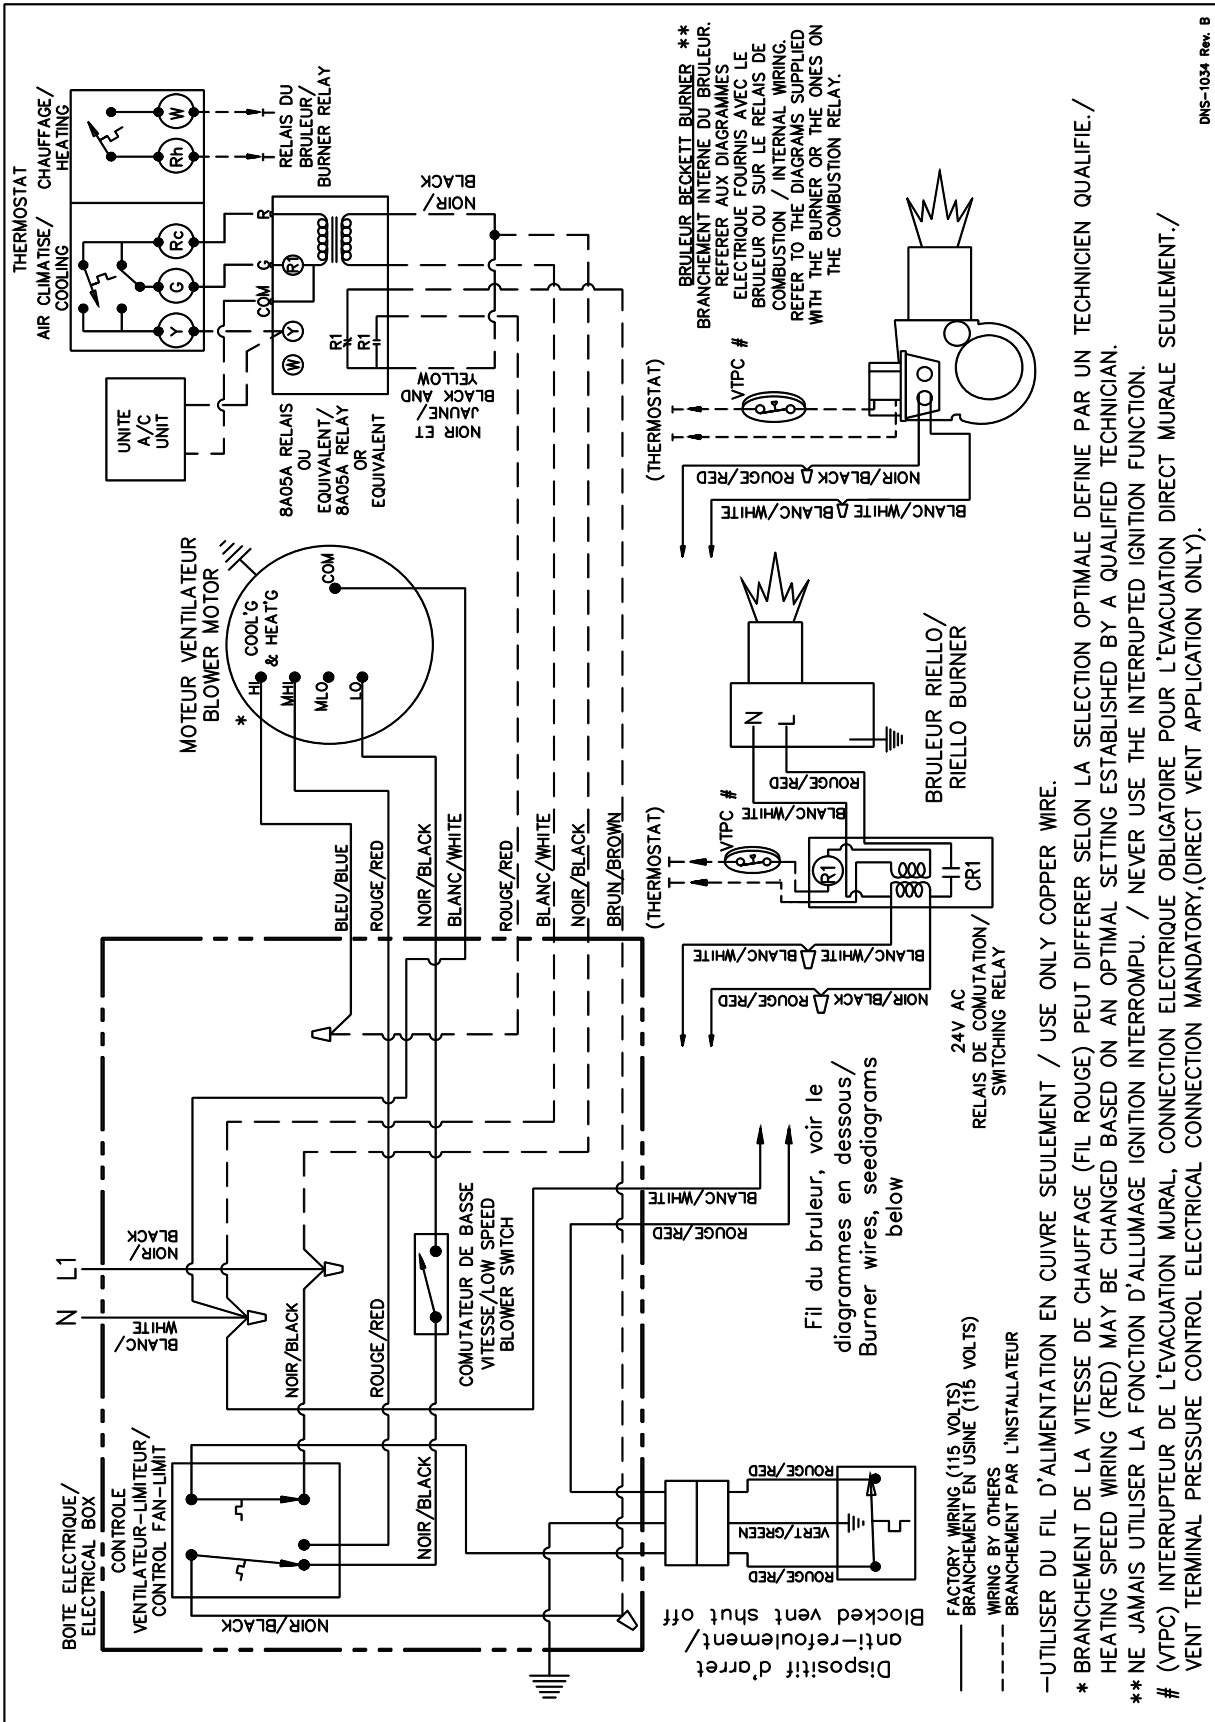 THERMOSTAT
AIR CLIMATISE/
COOLING
CHAUFFAGE/
HEATING
Y
G
Rc
Rh
W
RELAIS DU
BRULEUR/
BURNER RELAY
UNITE
A/C
UNIT
COM
G
R
W
Y
R1
R1
R1
8A05A RELAIS
OU
EQUIVALENT/
8A05A RELAY
OR
EQUIVALENT
NOIR ET
JAUNE/
BLACK AND
YELLOW
NOIR/
BLACK
MOTEUR VENTILATEUR
BLOWER MOTOR
*
COOL'G
& HEAT'G
HI
MHI
MLO
LO
COM
BLEU/BLUE
ROUGE/RED
NOIR/BLACK
BLANC/WHITE
ROUGE/RED
BLANC/WHITE
NOIR/BLACK
BRUN/BROWN
N
L1
BLANC/
WHITE
NOIR/
BLACK
BOITE ELECTRIQUE/
ELECTRICAL BOX
CONTROLE
VENTILATEUR-LIMITEUR/
CONTROL FAN-LIMIT
NOIR/BLACK
NOIR/BLACK
ROUGE/RED
NOIR/BLACK
COMUTATEUR DE BASSE
VITESSE/LOW SPEED
BLOWER SWITCH
BLANC/WHITE
ROUGE/RED
Fil du bruleur, voir le
diagrammes en dessous/
Burner wires, seediagrams
below
Dispositif d'arret
anti-refoulement/
Blocked vent shut off
ROUGE/RED
VERT/GREEN
ROUGE/RED
BRULEUR BECKETT BURNER **
BRANCHEMENT INTERNE DU BRULEUR.
REFERER AUX DIAGRAMMES
ELECTRIQUE FOURNIS AVEC LE
BRULEUR OU SUR LE RELAIS DE
COMBUSTION / INTERNAL WIRING.
REFER TO THE DIAGRAMS SUPPLIED
WITH THE BURNER OR THE ONES ON
THE COMBUSTION RELAY.
(THERMOSTAT)
VTPC #
ROUGE/RED
NOIR/BLACK
BLANC/WHITE
BLANC/WHITE
(THERMOSTAT)
VTPC #
BLANC/WHITE
ROUGE/RED
N
L
BRULEUR RIELLO/
RIELLO BURNER
R1
CR1
BLANC/WHITE
BLANC/WHITE
ROUGE/RED
NOIR/BLACK
24V AC
RELAIS DE COMUTATION/
SWITCHING RELAY
FACTORY WIRING (115 VOLTS)
BRANCHEMENT EN USINE (115 VOLTS)
WIRING BY OTHERS
BRANCHEMENT PAR L'INSTALLATEUR
-UTILISER DU FIL D'ALIMENTATION EN CUIVRE SEULEMENT / USE ONLY COPPER WIRE.
* BRANCHEMENT DE LA VITESSE DE CHAUFFAGE (FIL ROUGE) PEUT DIFFERER SELON LA SELECTION OPTIMALE DEFINIE PAR UN TECHNICIEN QUALIFIE./
HEATING SPEED WIRING (RED) MAY BE CHANGED BASED ON AN OPTIMAL SETTING ESTABLISHED BY A QUALIFIED TECHNICIAN.
** NE JAMAIS UTILISER LA FONCTION D'ALLUMAGE IGNITION INTERROMPU. / NEVER USE THE INTERRUPTED IGNITION FUNCTION.
# (VTPC) INTERRUPTEUR DE L'EVACUATION MURAL, CONNECTION ELECTRIQUE OBLIGATOIRE POUR L'EVACUATION DIRECT MURALE SEULEMENT./
VENT TERMINAL PRESSURE CONTROL ELECTRICAL CONNECTION MANDATORY,(DIRECT VENT APPLICATION ONLY).
DNS-1034 Rev. B